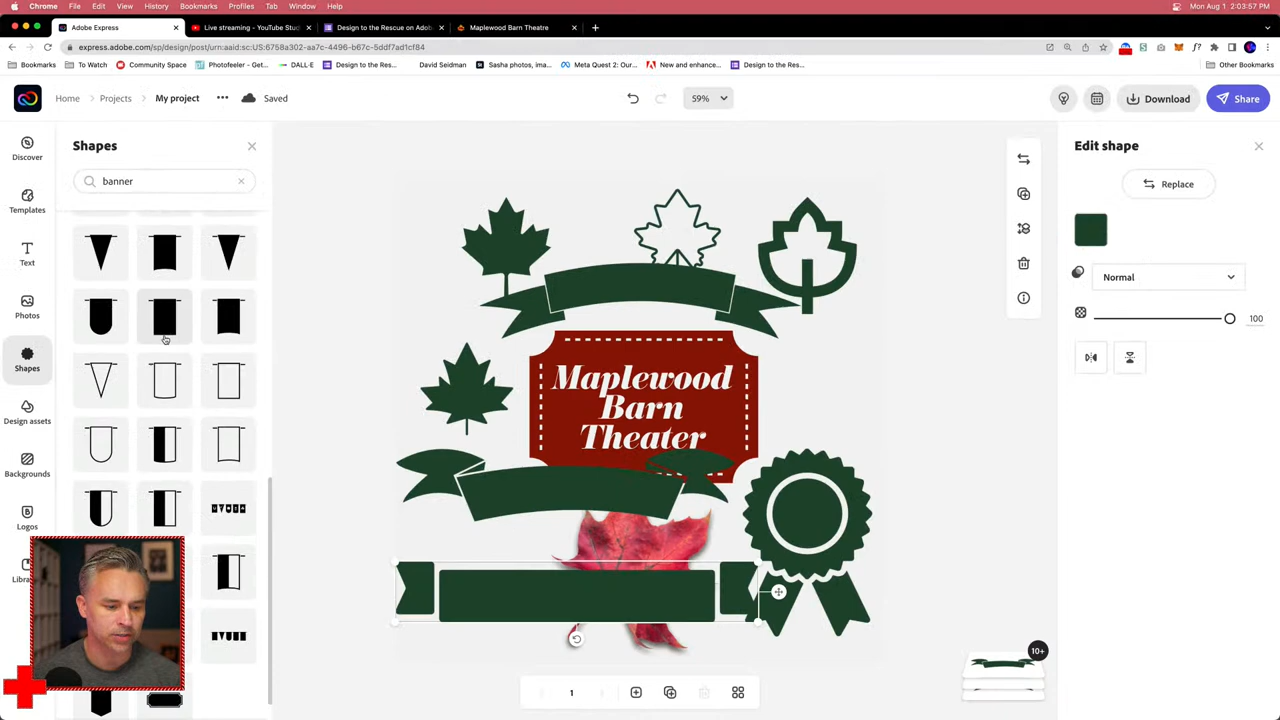 Chrome File Edit View History Bookmarks Profiles Tab Window Help Mon Aug 1 2:03:57 PM
Adobe Express
Live streaming - YouTube Stud
Design to the Rescue on Adob
Maplewood Barn Theatre
express.adobe.com/sp/design/post/urn:aaid:sc:US:6758a302-aa7c-4496-b67c-5ddf7ad1cf84
Bookmarks To Watch Community Space Photofeeler - Get... DALL·E Design to the Res... David Seidman Sasha photos, ima... Meta Quest 2: Our... New and enhance... Design to the Res... Other Bookmarks
Home Projects My project ••• Saved 59% Download Share
Discover
Templates
Text
Photos
Shapes
Design assets
Backgrounds
Logos
Shapes
banner
Maplewood
Barn
Theater
Edit shape
Replace
Normal
100
10+
1